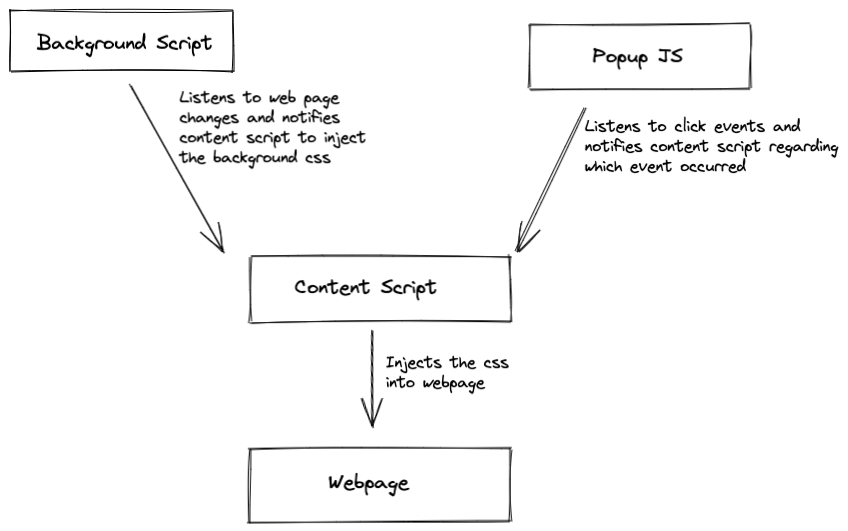 Background Script
Popup JS
Listens to web page
changes and notifies
content script to inject
the background css
Listens to click events and
notifies content script regarding
which event occurred
Content Script
Injects the css
into webpage
Webpage